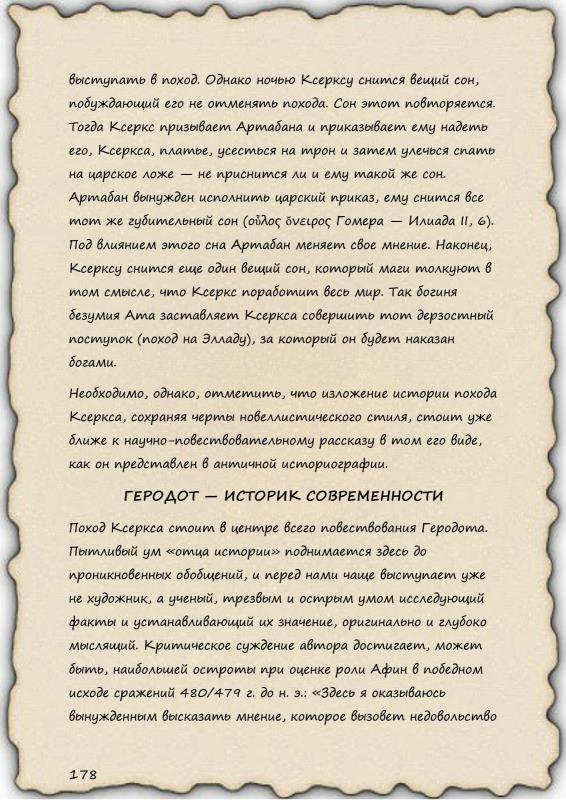 выступать в поход. Однако ночью Ксерксу снится вещий сон,
побуждающий его не отменять похода. Сон этот повторяется.
Тогда Ксеркс призывает Артабана и приказывает ему надеть
его, Ксеркса, платье, усесться на трон и затем улечься спать
на царское ложе — не приснится ли и ему такой же сон.
Артабан вынужден исполнить царский приказ, ему снится все
тот же губительный сон (οὖλος ὄνειρος Гомера — Илиада II, 6).
Под влиянием этого сна Артабан меняет свое мнение. Наконец,
Ксерксу снится еще один вещий сон, который маги толкуют в
том смысле, что Ксеркс поработит весь мир. Так богиня
безумия Ата заставляет Ксеркса совершить тот дерзостный
поступок (поход на Элладу), за который он будет наказан
богами.
Необходимо, однако, отметить, что изложение истории похода
Ксеркса, сохраняя черты новеллистического стиля, стоит уже
ближе к научно-повествовательному рассказу в том его виде,
как он представлен в античной историографии.
ГЕРОДОТ — ИСТОРИК СОВРЕМЕННОСТИ
Поход Ксеркса стоит в центре всего повествования Геродота.
Пытливый ум «отца истории» поднимается здесь до
проникновенных обобщений, и перед нами чаще выступает уже
не художник, а ученый, трезвым и острым умом исследующий
факты и устанавливающий их значение, оригинально и глубоко
мыслящий. Критическое суждение автора достигает, может
быть, наибольшей остроты при оценке роли Афин в победном
исходе сражений 480/479 г. до н. э.: «Здесь я оказываюсь
вынужденным высказать мнение, которое вызовет недовольство
178